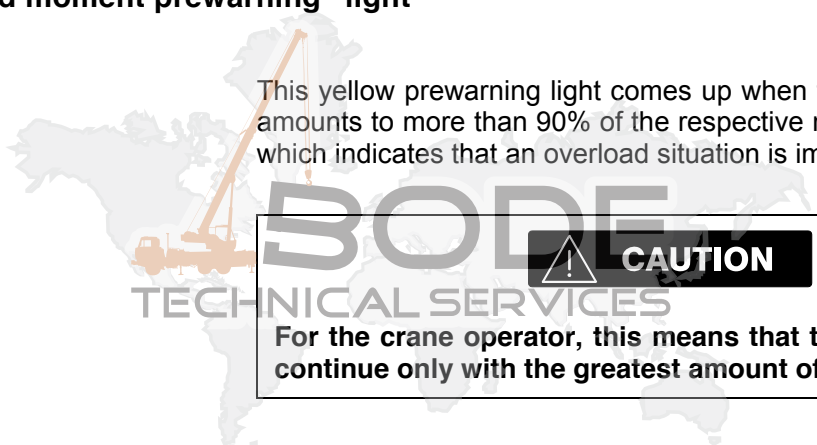 d moment prewarning" light
This yellow prewarning light comes up when
amounts to more than 90% of the respective
which indicates that an overload situation is
BODE
CAUTION
TECHNICAL SERVICES
For the crane operator, this means that
continue only with the greatest amount of